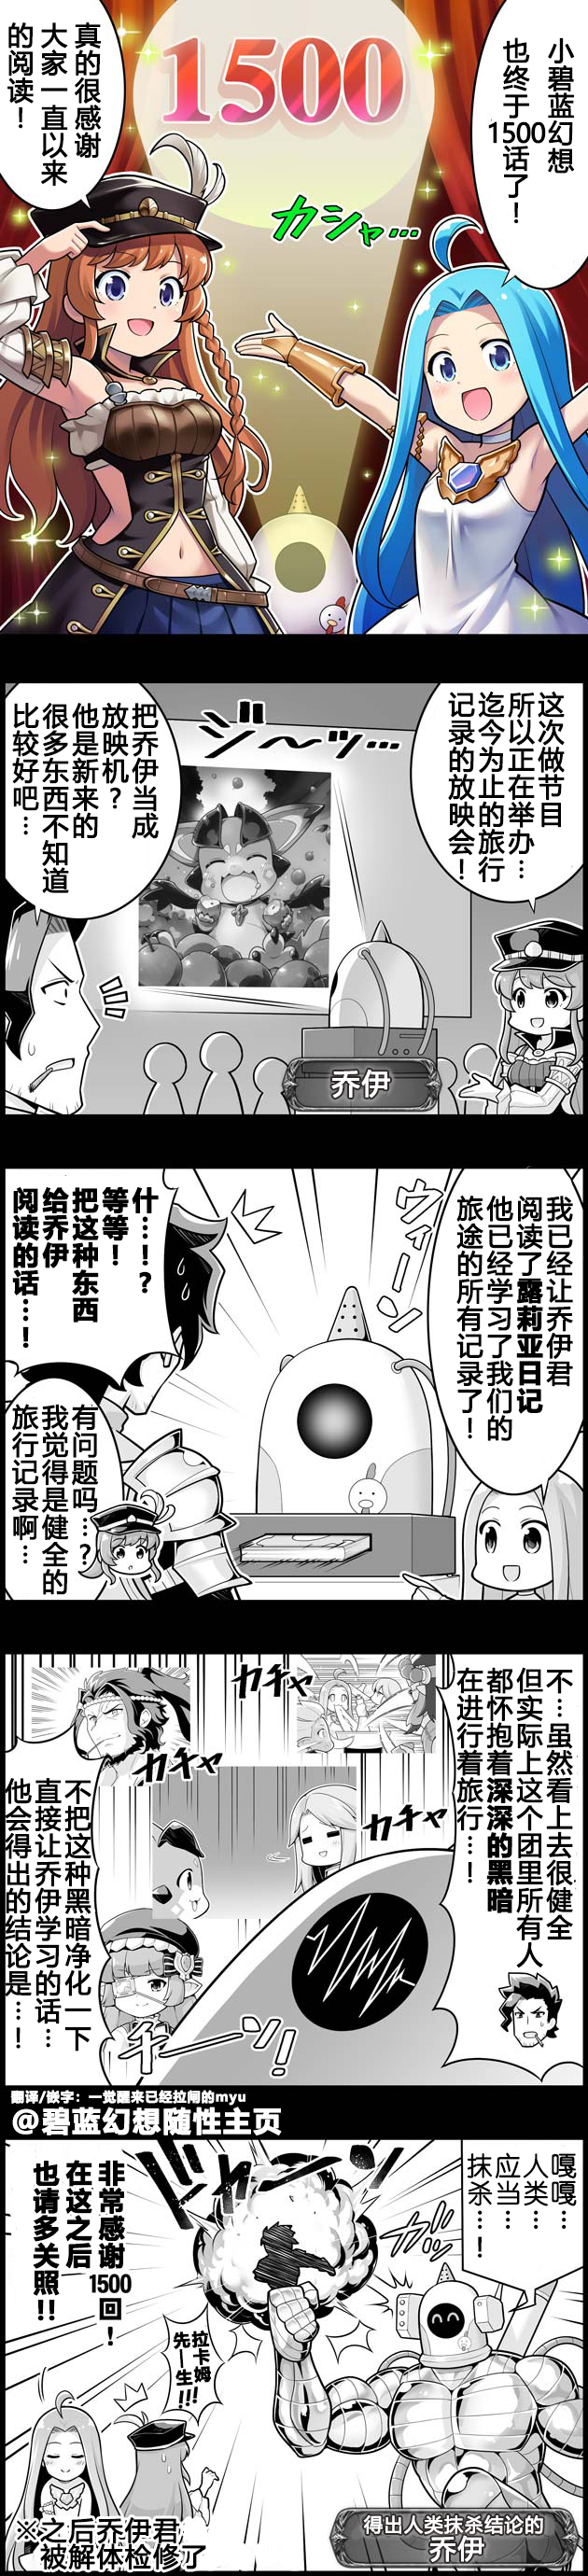 小碧蓝幻想
也终于
1500话了！
1500
真的很感谢
大家一直以来
的阅读！
カシャ…
这次做节目
所以正在举办…
迄今为止的旅行
记录的放映会！
ジ～ッ…
把乔伊当成
放映机？
他是新来的
很多东西不知道
比较好吧…
乔伊
我已经让乔伊君
阅读了露莉亚日记
他已经学习了我们的
旅途的所有记录了！
ウィーン
什…！？
等等！
把这种东西
给乔伊
阅读的话…！
有问题吗…？
我觉得是健全的
旅行记录啊…
不…虽然看上去很健全
但实际上这个团里所有人
都怀抱着深深的黑暗
在进行着旅行…！
カチャ
カチャ
カチャ
不把这种黑暗净化一下
直接让乔伊学习的话…
他会得出的结论是…！
チーン！
翻译/嵌字：一觉醒来已经拉闸的myu
@碧蓝幻想随性主页
嘎嘎…
人类…
应当…
抹杀…！
ガッ
非常感谢
1500回！
在这之后
也请多关照!!
拉卡姆
先—生!!!
※之后乔伊君
被解体检修了
得出人类抹杀结论的
乔伊